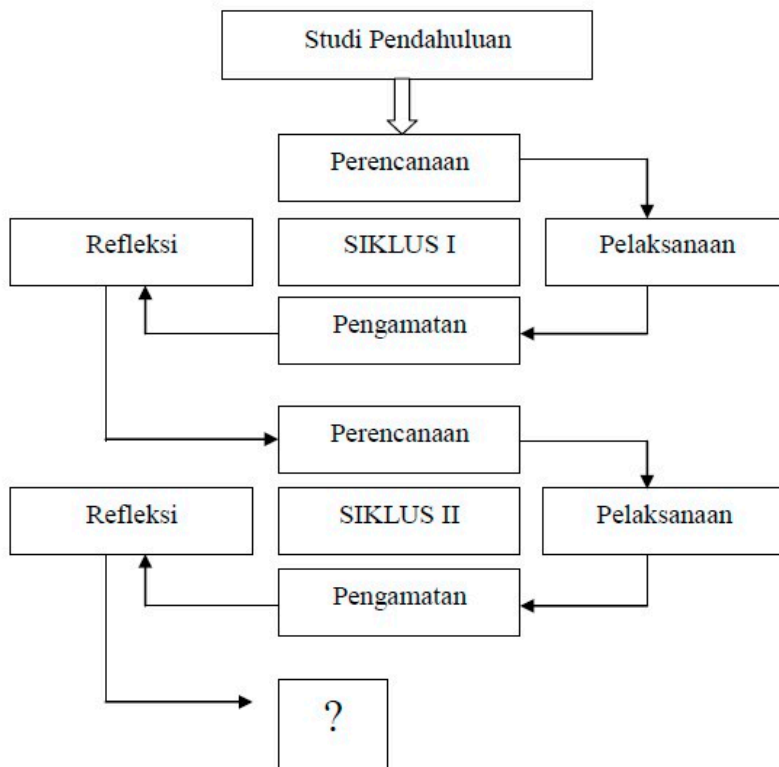 Studi Pendahuluan
Perencanaan
Refleksi
SIKLUS I
Pelaksanaan
Pengamatan
Perencanaan
Refleksi
SIKLUS II
Pelaksanaan
Pengamatan
?